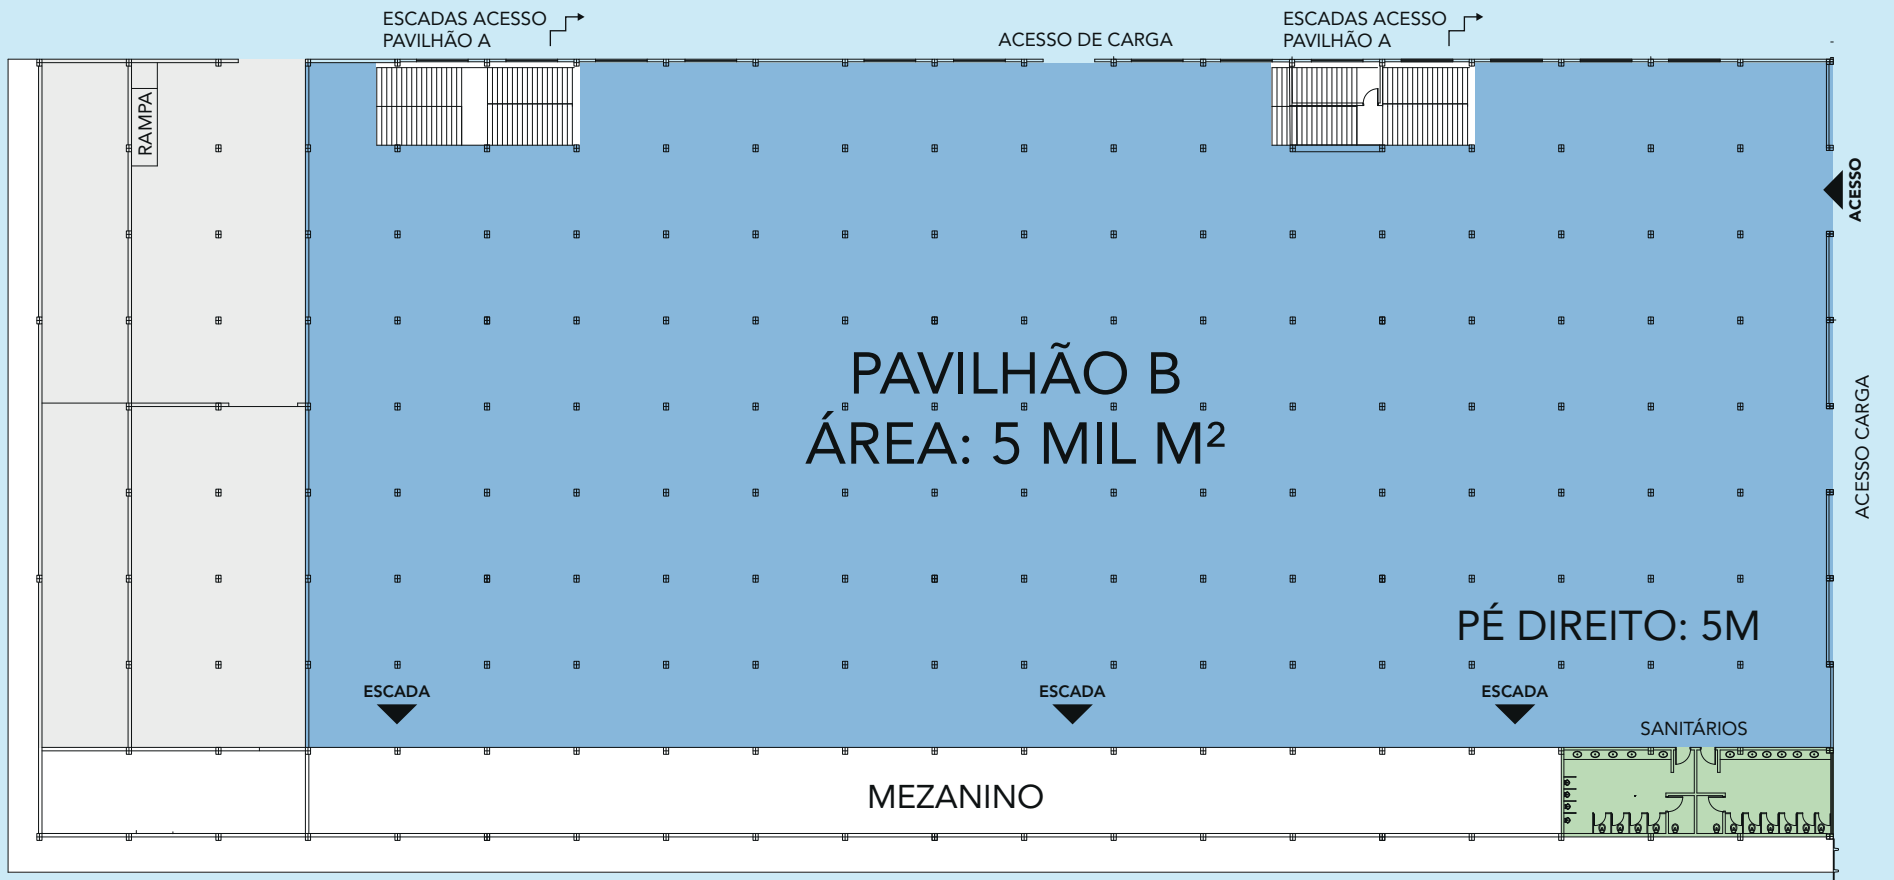 ESCADAS ACESSO
PAVILHÃO A
ACESSO DE CARGA
ESCADAS ACESSO
PAVILHÃO A
RAMPA
ACESSO
PAVILHÃO B
ÁREA: 5 MIL M²
ACESSO CARGA
PÉ DIREITO: 5M
ESCADA
ESCADA
ESCADA
SANITÁRIOS
MEZANINO